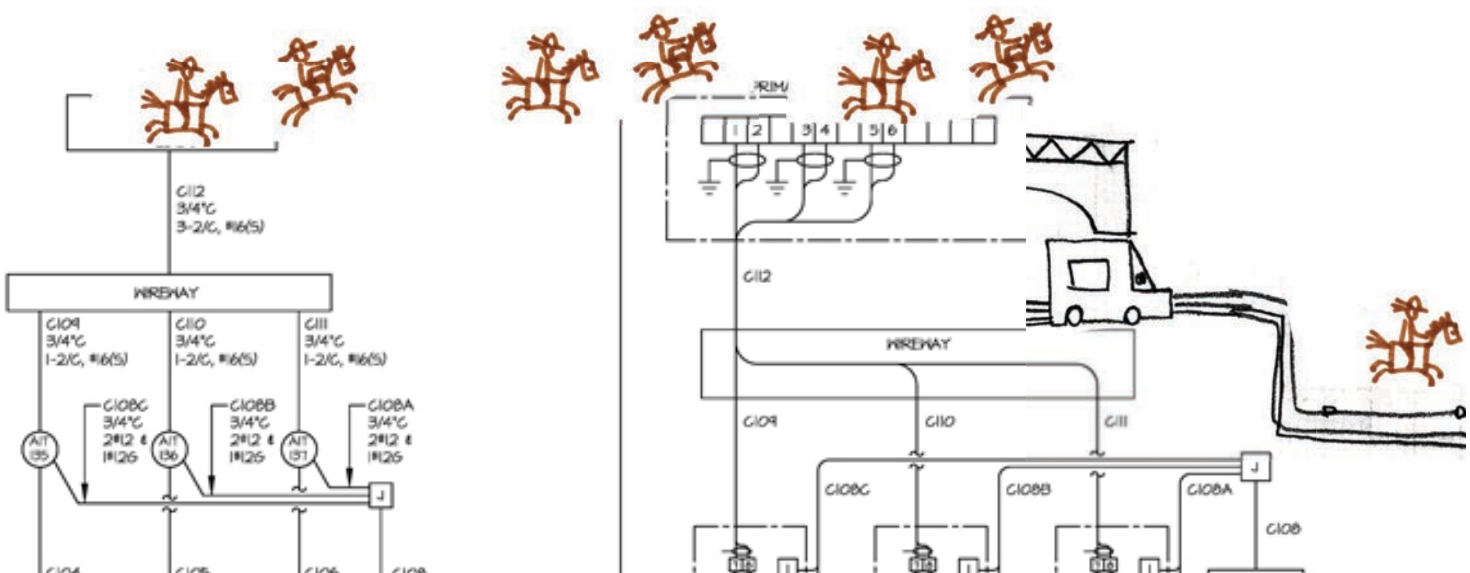 C112
3/4"C
3-2/C, #16(S)
WIREWAY
C109
3/4"C
1-2/C, #16(S)
C110
3/4"C
1-2/C, #16(S)
C111
3/4"C
1-2/C, #16(S)
C108C
3/4"C
2#12 &
1#12G
C108B
3/4"C
2#12 &
1#12G
C108A
3/4"C
2#12 &
1#12G
AIT
135
AIT
136
AIT
137
J
1 2 3 4 5 6
C112
WIREWAY
C109
C110
C111
J
C108C
C108B
C108A
C108